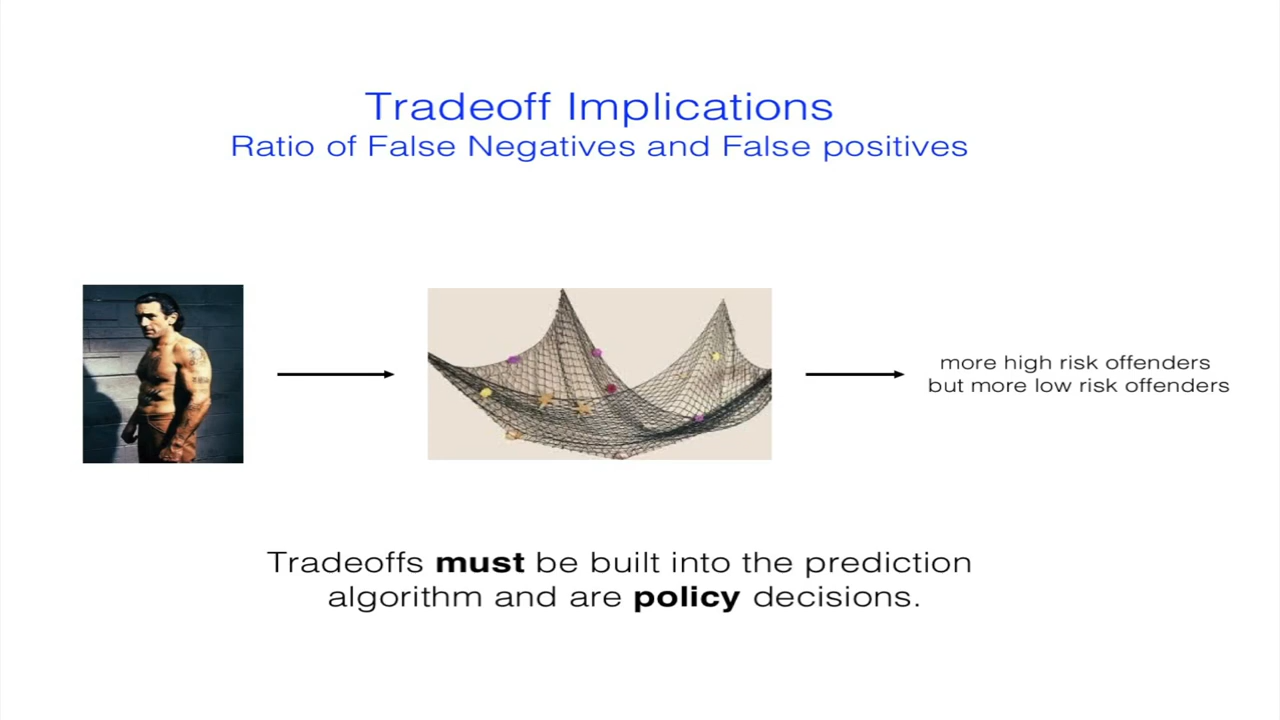 Tradeoff Implications
Ratio of False Negatives and False positives
more high risk offenders
but more low risk offenders
Tradeoffs must be built into the prediction
algorithm and are policy decisions.